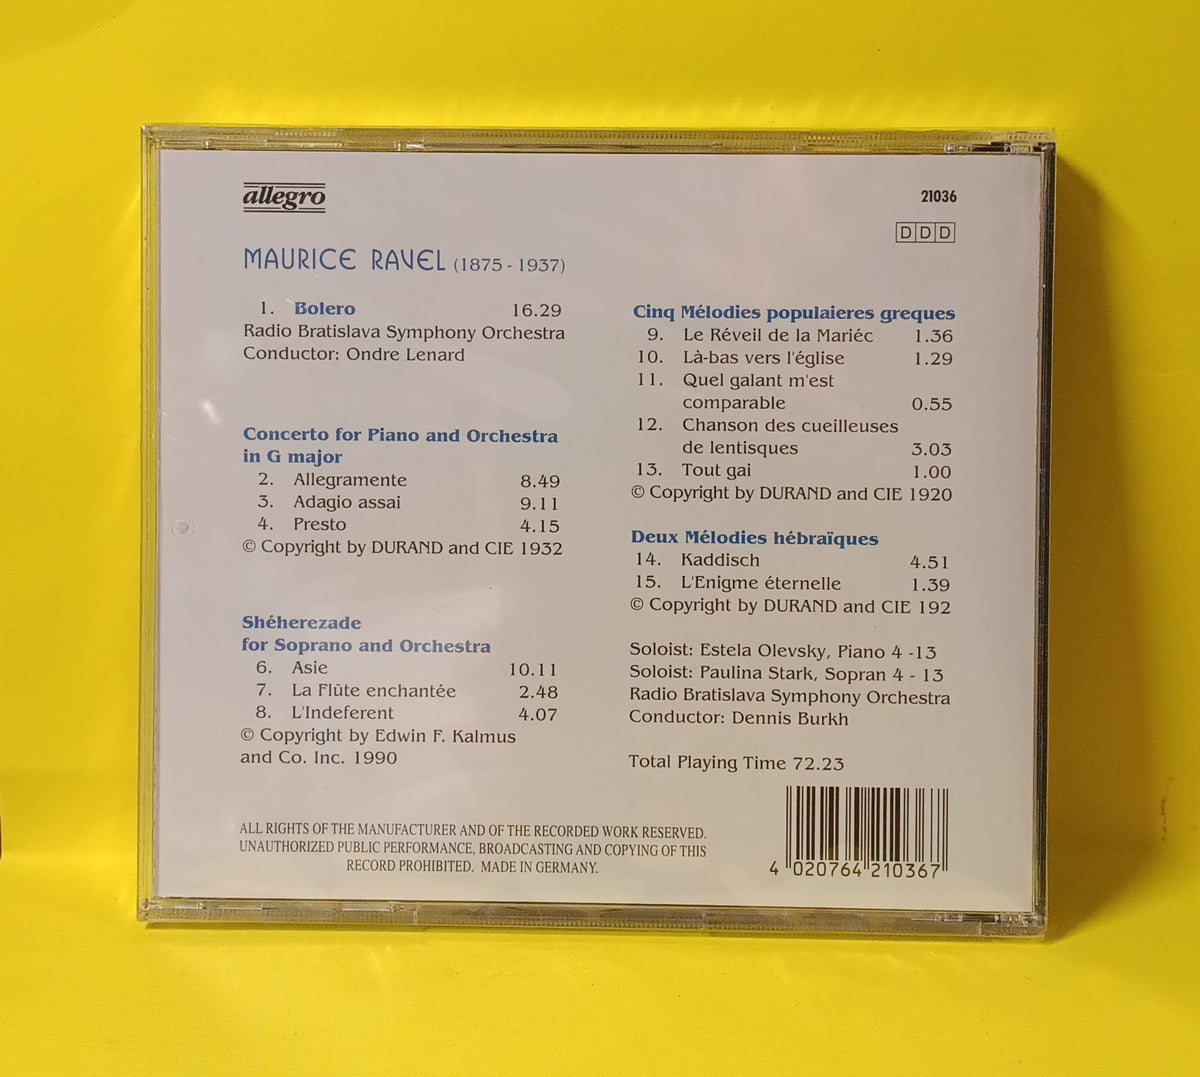 allegro
21036
DDD
MAURICE RAVEL (1875 - 1937)
1. Bolero 16.29
Radio Bratislava Symphony Orchestra
Conductor: Ondre Lenard
Concerto for Piano and Orchestra
in G major
2. Allegramente 8.49
3. Adagio assai 9.11
4. Presto 4.15
© Copyright by DURAND and CIE 1932
Shéherezade
for Soprano and Orchestra
6. Asie 10.11
7. La Flûte enchantée 2.48
8. L'Indeferent 4.07
© Copyright by Edwin F. Kalmus
and Co. Inc. 1990
Cinq Mélodies populaieres greques
9. Le Réveil de la Mariéc 1.36
10. Là-bas vers l'église 1.29
11. Quel galant m'est
comparable 0.55
12. Chanson des cueilleuses
de lentisques 3.03
13. Tout gai 1.00
© Copyright by DURAND and CIE 1920
Deux Mélodies hébraïques
14. Kaddisch 4.51
15. L'Enigme éternelle 1.39
© Copyright by DURAND and CIE 192
Soloist: Estela Olevsky, Piano 4 -13
Soloist: Paulina Stark, Sopran 4 - 13
Radio Bratislava Symphony Orchestra
Conductor: Dennis Burkh
Total Playing Time 72.23
ALL RIGHTS OF THE MANUFACTURER AND OF THE RECORDED WORK RESERVED.
UNAUTHORIZED PUBLIC PERFORMANCE, BROADCASTING AND COPYING OF THIS
RECORD PROHIBITED. MADE IN GERMANY.
4 020764 210367